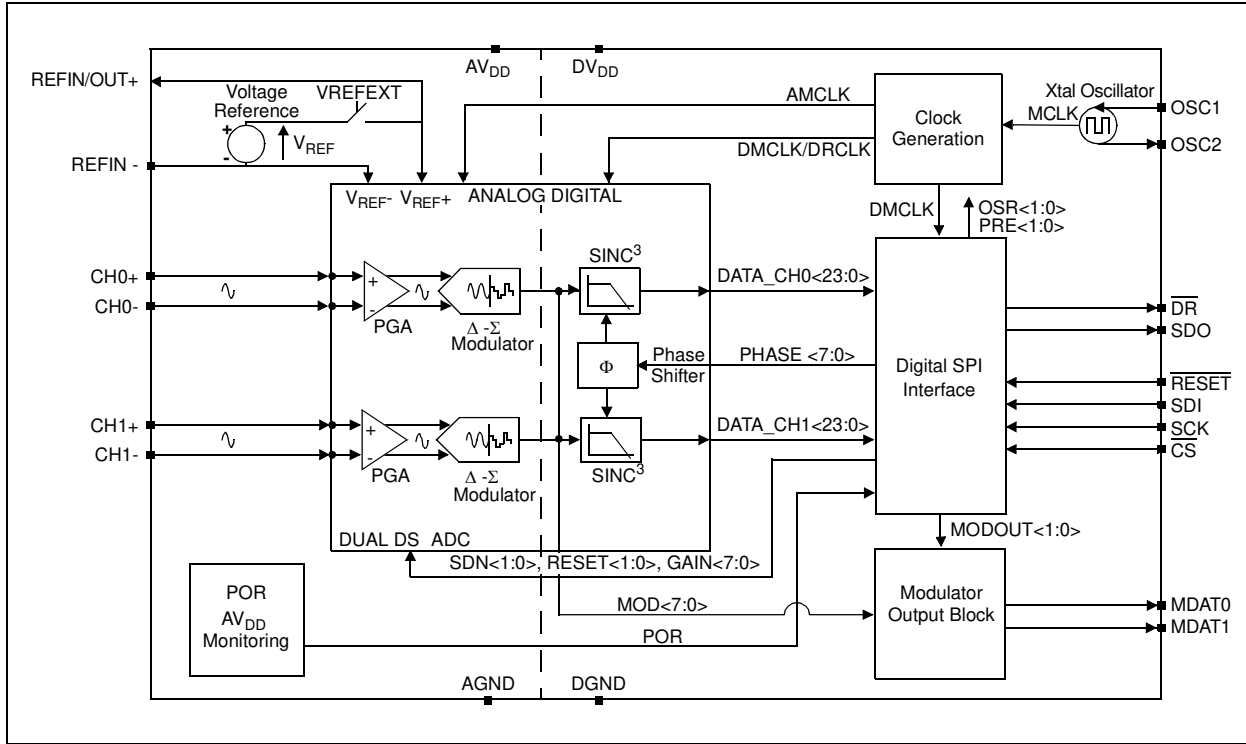 AVDD
DVDD
REFIN/OUT+
Voltage
Reference
VREFEXT
+
-
VREF
REFIN -
AMCLK
DMCLK/DRCLK
Clock
Generation
Xtal Oscillator
MCLK
OSC1
OSC2
VREF- VREF+
ANALOG DIGITAL
DMCLK
OSR<1:0>
PRE<1:0>
CH0+
CH0-
+
-
PGA
Δ -Σ
Modulator
SINC3
DATA_CH0<23:0>
Φ
Phase
Shifter
PHASE <7:0>
Digital SPI
Interface
DR
SDO
RESET
SDI
SCK
CS
CH1+
CH1-
+
-
PGA
Δ -Σ
Modulator
SINC3
DATA_CH1<23:0>
DUAL DS ADC
SDN<1:0>, RESET<1:0>, GAIN<7:0>
MODOUT<1:0>
POR
AVDD
Monitoring
MOD<7:0>
POR
Modulator
Output Block
MDAT0
MDAT1
AGND
DGND